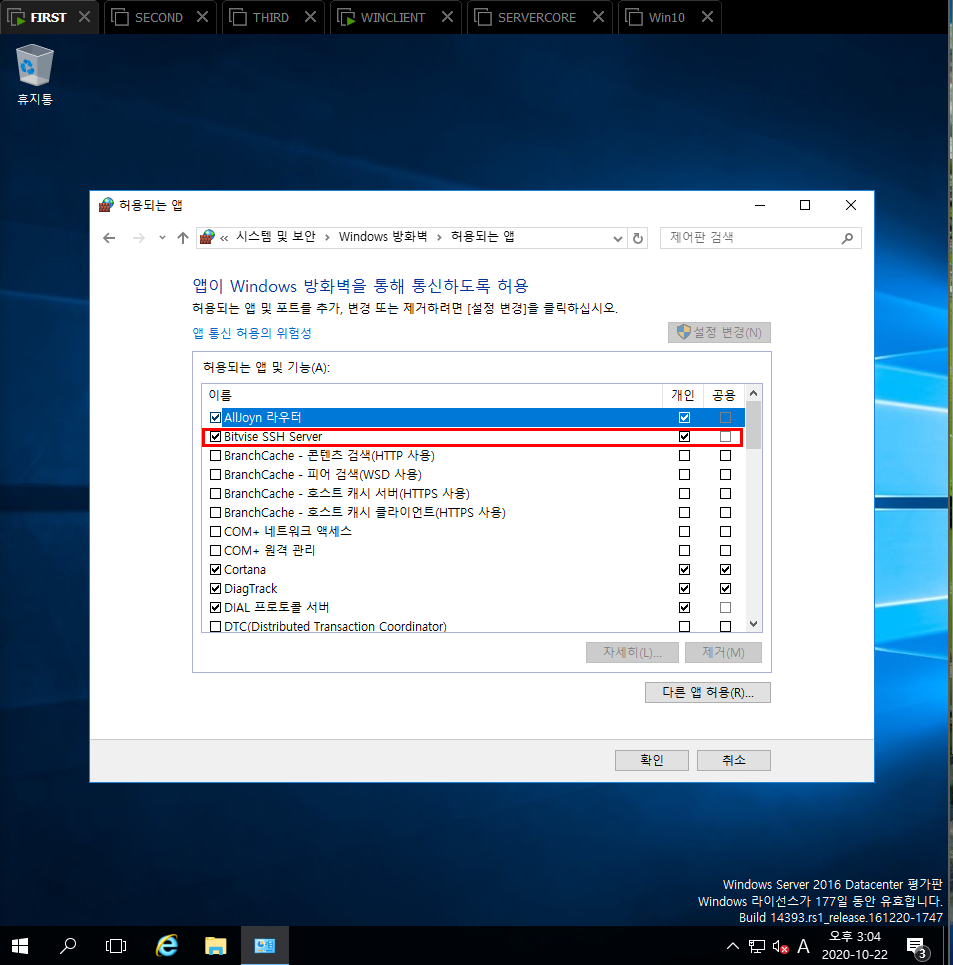 FIRST
SECOND
THIRD
WINCLIENT
SERVERCORE
Win10
휴지통
허용되는 앱
« 시스템 및 보안 › Windows 방화벽 › 허용되는 앱
제어판 검색
앱이 Windows 방화벽을 통해 통신하도록 허용
허용되는 앱 및 포트를 추가, 변경 또는 제거하려면 [설정 변경]을 클릭하십시오.
앱 통신 허용의 위험성
설정 변경(N)
허용되는 앱 및 기능(A):
이름 개인 공용
AllJoyn 라우터
Bitvise SSH Server
BranchCache - 콘텐츠 검색(HTTP 사용)
BranchCache - 피어 검색(WSD 사용)
BranchCache - 호스트 캐시 서버(HTTPS 사용)
BranchCache - 호스트 캐시 클라이언트(HTTPS 사용)
COM+ 네트워크 액세스
COM+ 원격 관리
Cortana
DiagTrack
DIAL 프로토콜 서버
DTC(Distributed Transaction Coordinator)
자세히(L)... 제거(M)
다른 앱 허용(R)...
확인 취소
Windows Server 2016 Datacenter 평가판
Windows 라이선스가 177일 동안 유효합니다.
Build 14393.rs1_release.161220-1747
A
오후 3:04
2020-10-22
3